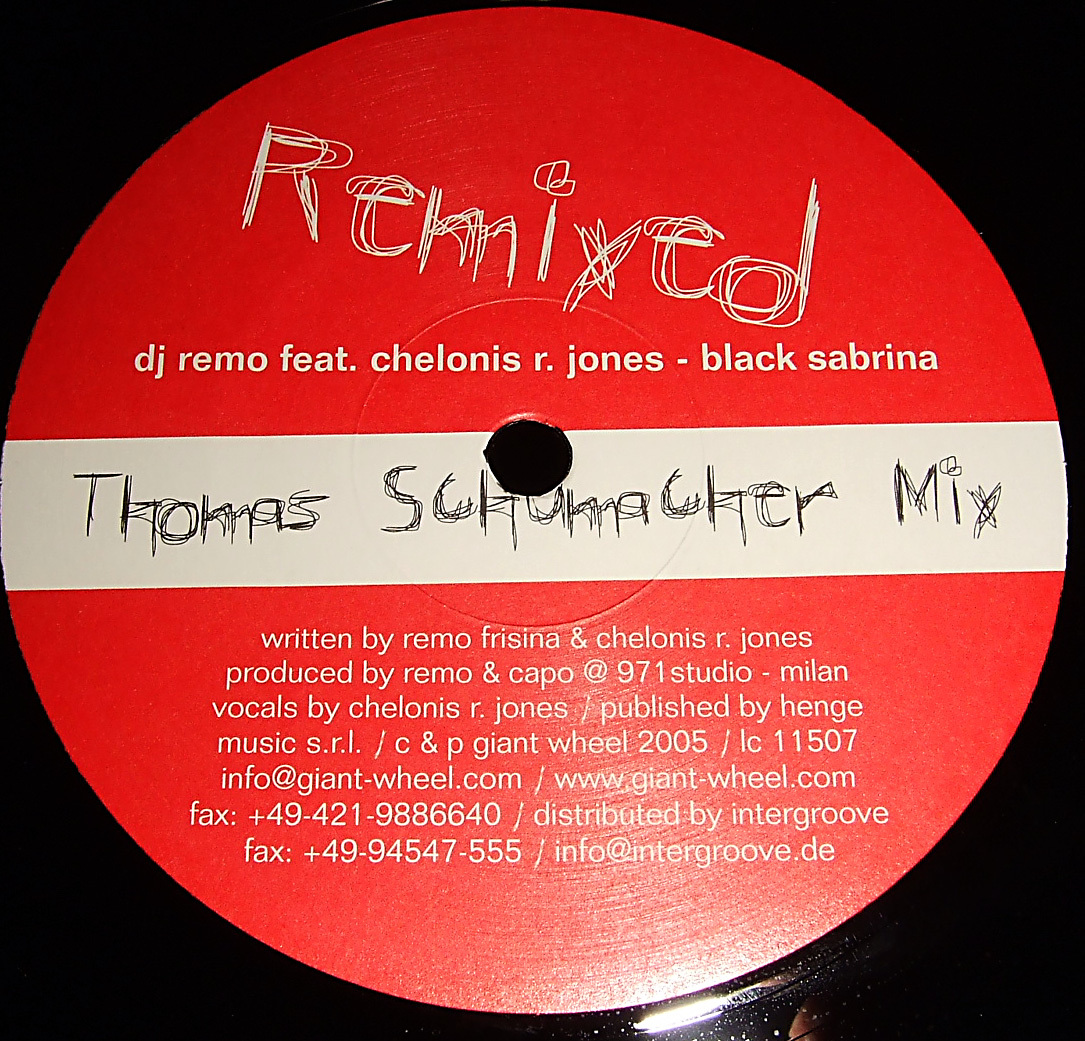 Remixed
dj remo feat. chelonis r. jones - black sabrina
Thomas Schumacher Mix
written by remo frisina & chelonis r. jones
produced by remo & capo @ 971studio - milan
vocals by chelonis r. jones / published by henge
music s.r.l. / c & p giant wheel 2005 / lc 11507
info@giant-wheel.com / www.giant-wheel.com
fax: +49-421-9886640 / distributed by intergroove
fax: +49-94547-555 / info@intergroove.de